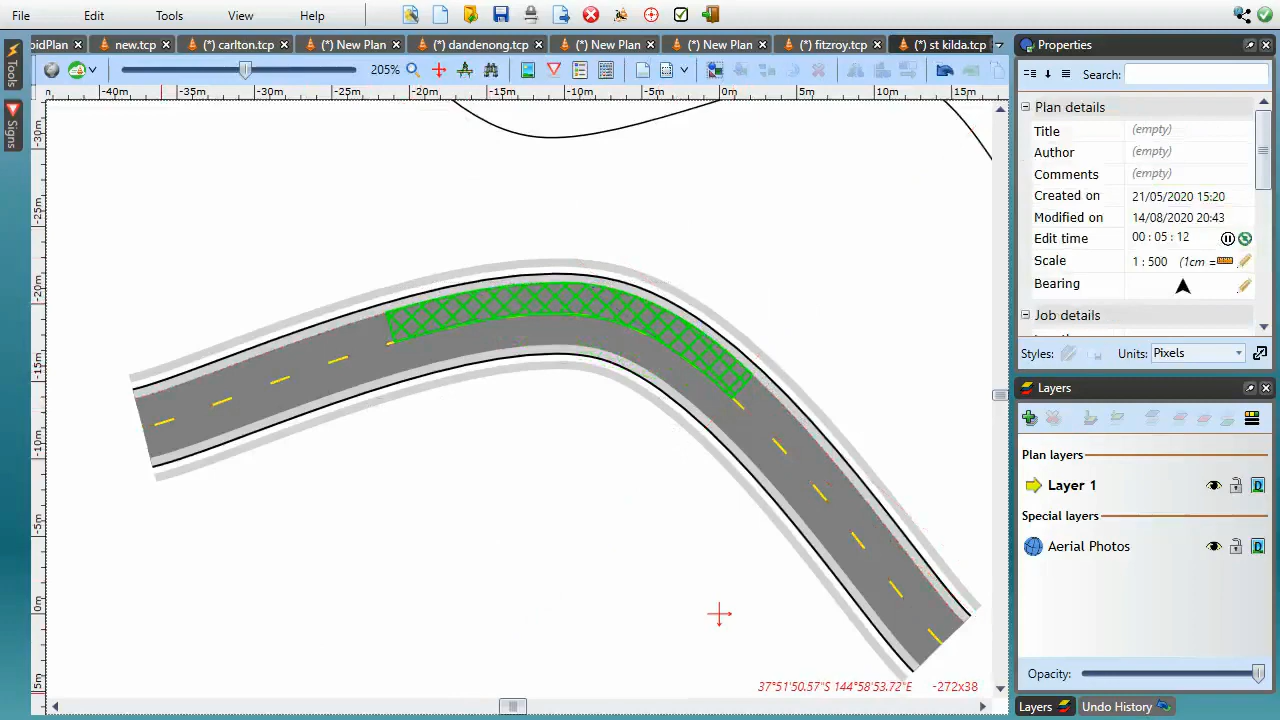 File Edit Tools View Help
oidPlan new.tcp (*) carlton.tcp (*) New Plan (*) dandenong.tcp (*) New Plan (*) New Plan (*) fitzroy.tcp (*) st kilda.tcp
205%
-40m -35m -30m -25m -20m -15m -10m -5m 0m 5m 10m 15m
Tools
Signs
-30m
-25m
-20m
-15m
-10m
-5m
0m
5m
37°51'50.57"S 144°58'53.72"E -272x38
Properties
Search:
Plan details
Title (empty)
Author (empty)
Comments (empty)
Created on 21/05/2020 15:20
Modified on 14/08/2020 20:43
Edit time 00 : 05 : 12
Scale 1 : 500 (1cm =
Bearing
Job details
Styles: Units: Pixels
Layers
Plan layers
Layer 1 D
Special layers
Aerial Photos D
Opacity:
Layers Undo History